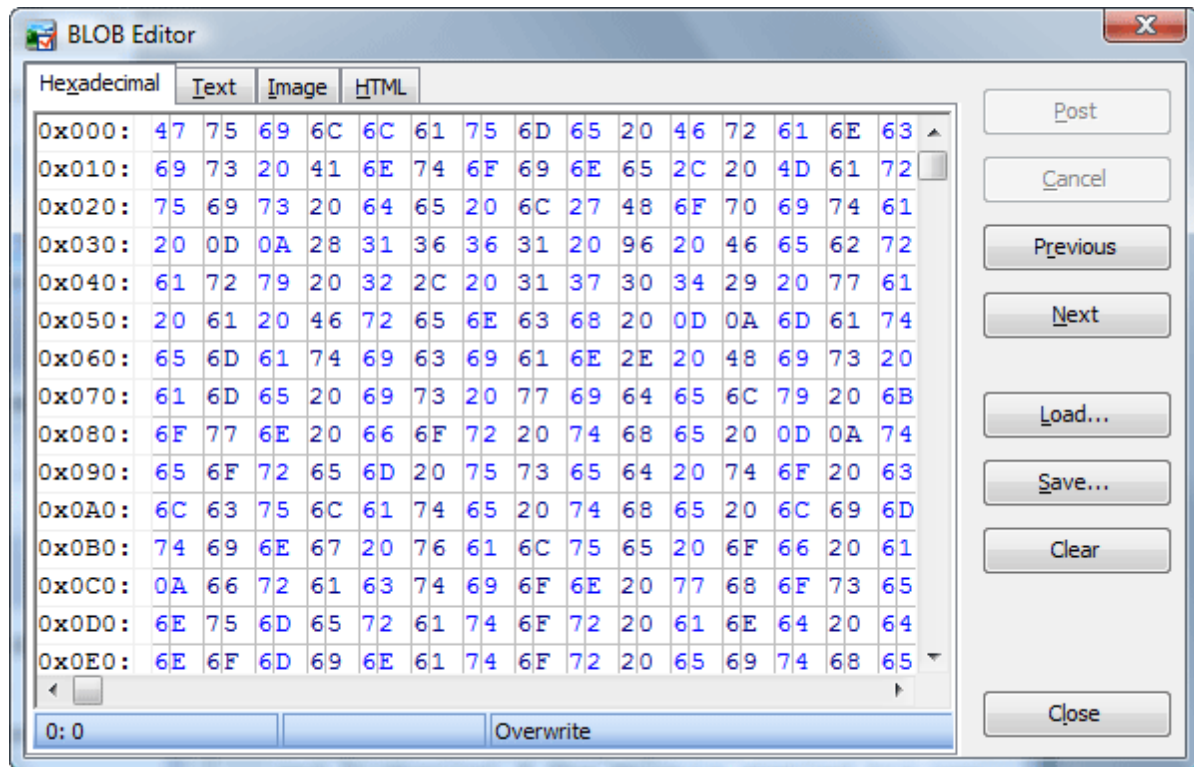 BLOB Editor
Hexadecimal Text Image HTML
0x000: 47 75 69 6C 6C 61 75 6D 65 20 46 72 61 6E 63
0x010: 69 73 20 41 6E 74 6F 69 6E 65 2C 20 4D 61 72
0x020: 75 69 73 20 64 65 20 6C 27 48 6F 70 69 74 61
0x030: 20 0D 0A 28 31 36 36 31 20 96 20 46 65 62 72
0x040: 61 72 79 20 32 2C 20 31 37 30 34 29 20 77 61
0x050: 20 61 20 46 72 65 6E 63 68 20 0D 0A 6D 61 74
0x060: 65 6D 61 74 69 63 69 61 6E 2E 20 48 69 73 20
0x070: 61 6D 65 20 69 73 20 77 69 64 65 6C 79 20 6B
0x080: 6F 77 6E 20 66 6F 72 20 74 68 65 20 0D 0A 74
0x090: 65 6F 72 65 6D 20 75 73 65 64 20 74 6F 20 63
0x0A0: 6C 63 75 6C 61 74 65 20 74 68 65 20 6C 69 6D
0x0B0: 74 69 6E 67 20 76 61 6C 75 65 20 6F 66 20 61
0x0C0: 0A 66 72 61 63 74 69 6F 6E 20 77 68 6F 73 65
0x0D0: 6E 75 6D 65 72 61 74 6F 72 20 61 6E 64 20 64
0x0E0: 6E 6F 6D 69 6E 61 74 6F 72 20 65 69 74 68 65
0: 0 Overwrite
Post
Cancel
Previous
Next
Load...
Save...
Clear
Close